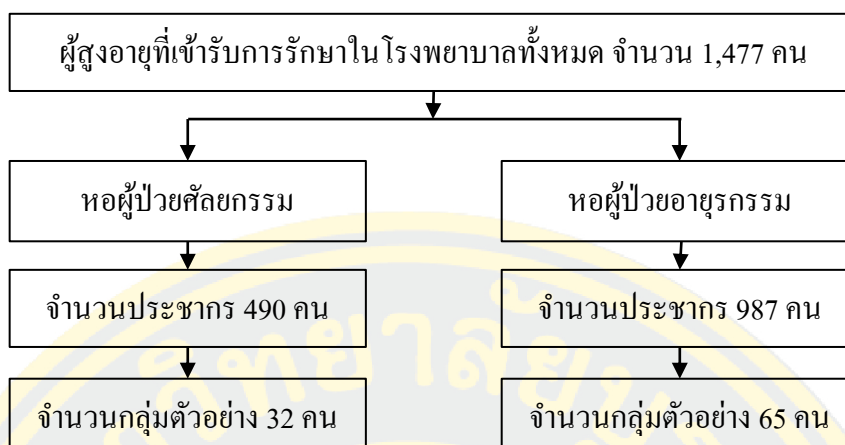 ผู้สูงอายุที่เข้ารับการรักษาในโรงพยาบาลทั้งหมด จำนวน 1,477 คน
หอผู้ป่วยศัลยกรรม
หอผู้ป่วยอายุรกรรม
จำนวนประชากร 490 คน
จำนวนประชากร 987 คน
จำนวนกลุ่มตัวอย่าง 32 คน
จำนวนกลุ่มตัวอย่าง 65 คน